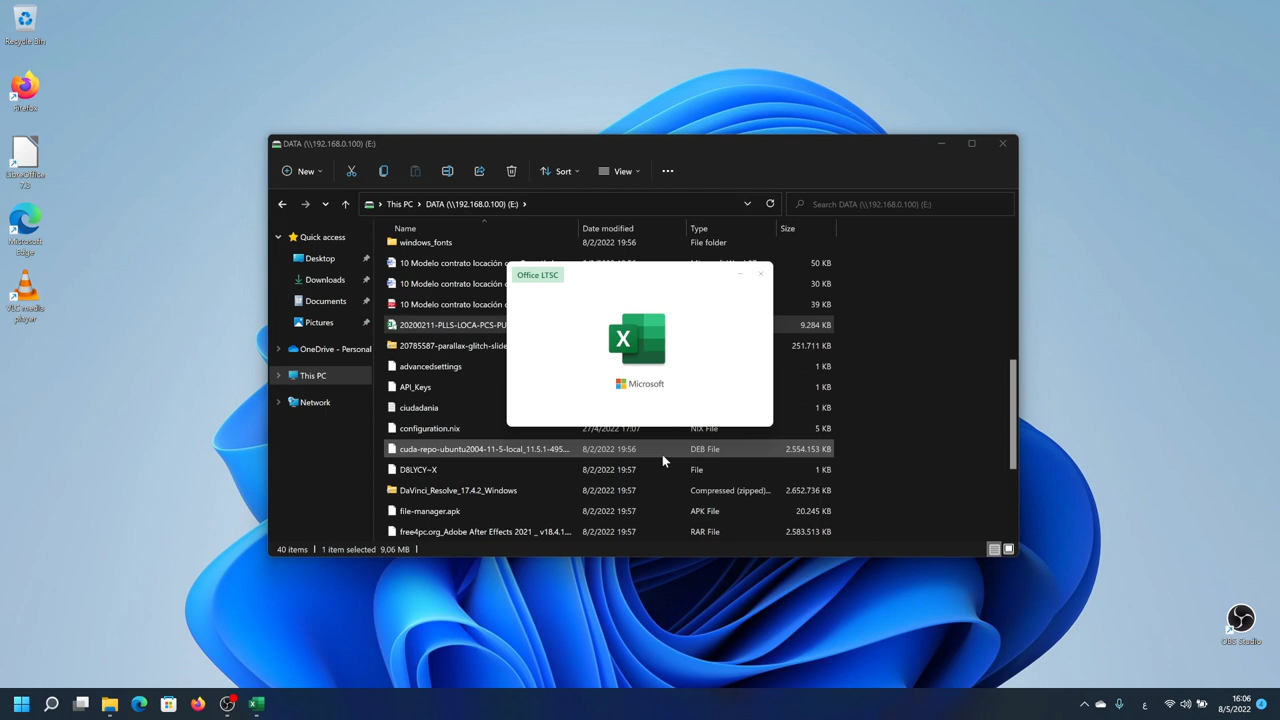 Recycle Bin
Firefox
LibreOffice
7.3
Microsoft
Edge
VLC media
player
DATA (\\192.168.0.100) (E:)
New
Sort
View
This PC > DATA (\\192.168.0.100) (E:) >
Search DATA (\\192.168.0.100) (E:)
Name Date modified Type Size
Quick access
Desktop
Downloads
Documents
Pictures
OneDrive - Personal
This PC
Network
windows_fonts 8/2/2022 19:56 File folder
10 Modelo contrato locación 50 KB
10 Modelo contrato locación 30 KB
10 Modelo contrato locación 39 KB
20200211-PLLS-LOCA-PCS-PU 9.284 KB
20785587-parallax-glitch-slide 251.711 KB
advancedsettings 1 KB
API_Keys 1 KB
ciudadania 1 KB
configuration.nix 27/4/2022 17:07 NIX File 5 KB
cuda-repo-ubuntu2004-11-5-local_11.5.1-495.... 8/2/2022 19:56 DEB File 2.554.153 KB
D8LYCY~X 8/2/2022 19:57 File 1 KB
DaVinci_Resolve_17.4.2_Windows 8/2/2022 19:57 Compressed (zipped)... 2.652.736 KB
file-manager.apk 8/2/2022 19:57 APK File 20.245 KB
free4pc.org_Adobe After Effects 2021 _ v18.4.1.... 8/2/2022 19:57 RAR File 2.583.513 KB
40 items 1 item selected 9,06 MB
Office LTSC
X
Microsoft
OBS Studio
ع
16:06
8/5/2022
4